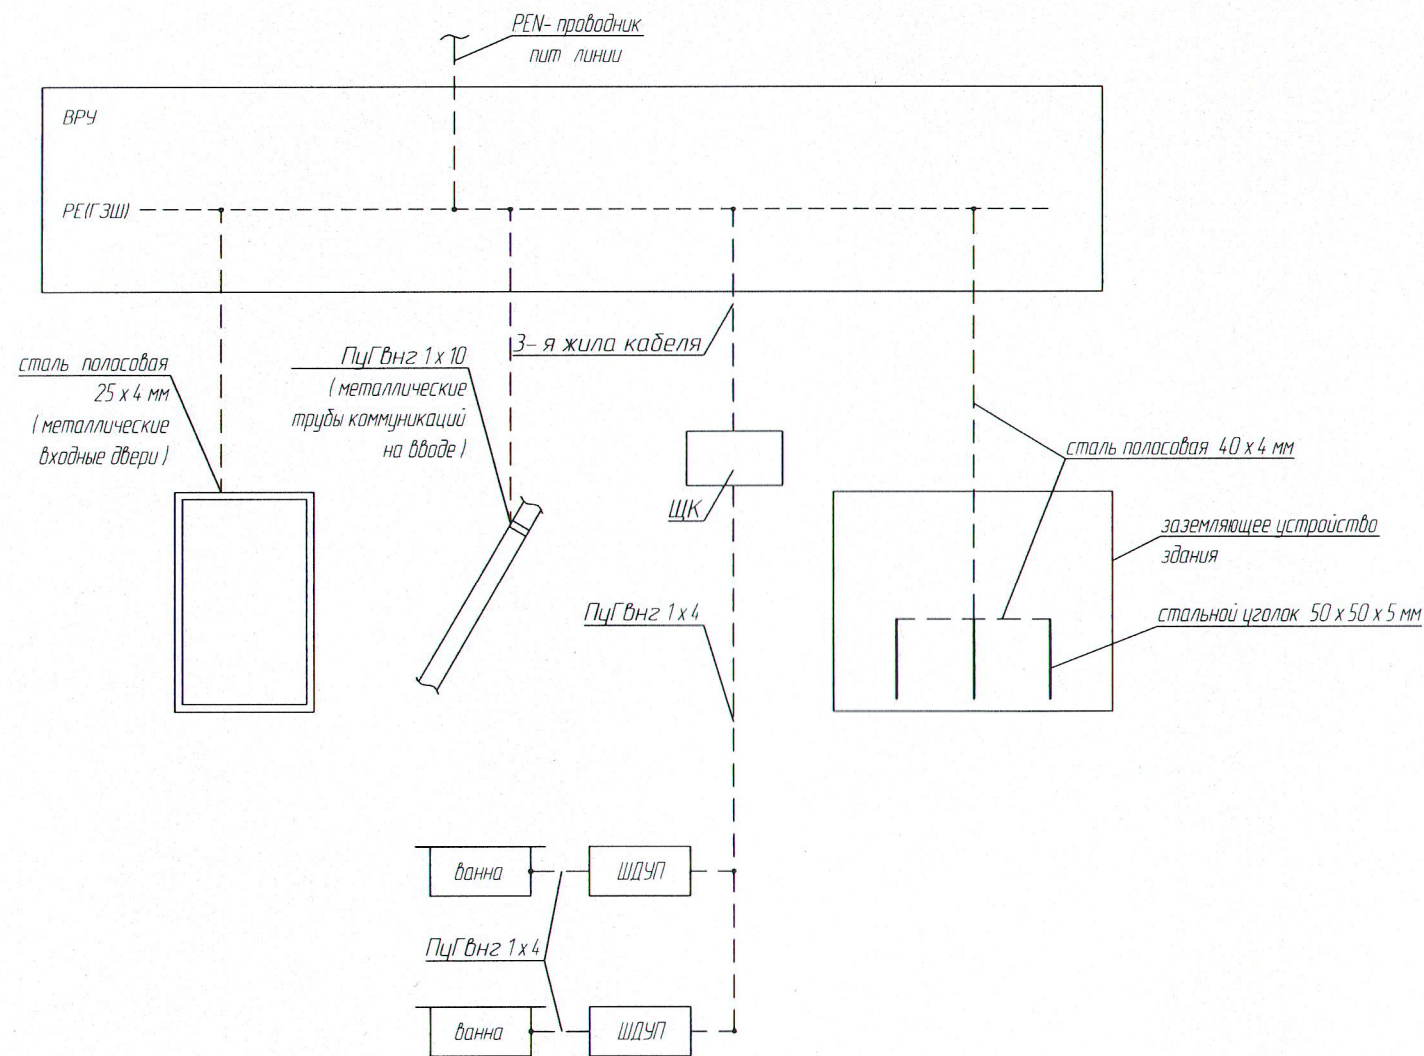 PEN- проводник
пит линии
ВРУ
РЕ(ГЗШ)
3- я жила кабеля
сталь полосовая
25 x 4 мм
( металлические
входные двери )
ПуГВнг 1 x 10
( металлические
трубы коммуникаций
на вводе )
сталь полосовая 40 x 4 мм
ЩК
заземляющее устройство
здания
ПуГВнг 1 x 4
стальной уголок 50 x 50 x 5 мм
ванна
ШДУП
ПуГВнг 1 x 4
ванна
ШДУП